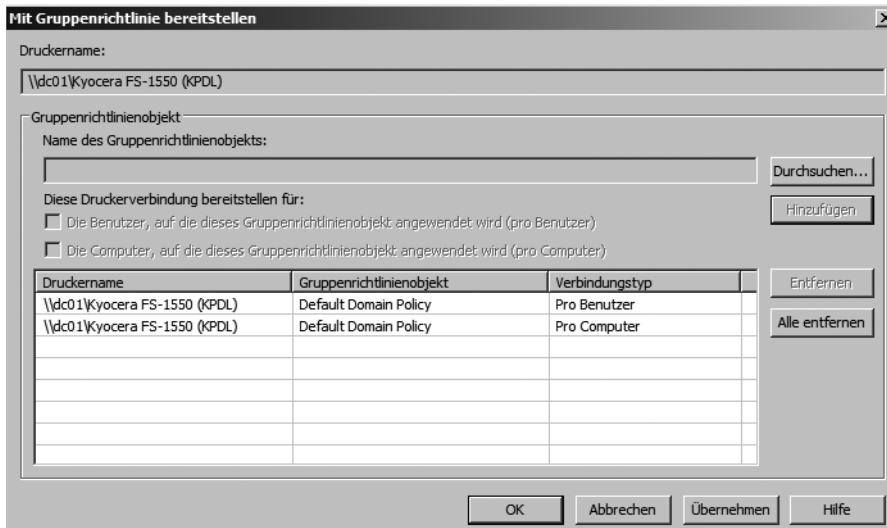 Mit Gruppenrichtlinie bereitstellen
Druckername:
\\dc01\Kyocera FS-1550 (KPDL)
Gruppenrichtlinienobjekt
Name des Gruppenrichtlinienobjekts:
Durchsuchen...
Diese Druckerverbindung bereitstellen für:
Die Benutzer, auf die dieses Gruppenrichtlinienobjekt angewendet wird (pro Benutzer)
Hinzufügen
Die Computer, auf die dieses Gruppenrichtlinienobjekt angewendet wird (pro Computer)
Druckername Gruppenrichtlinienobjekt Verbindungstyp
Entfernen
\\dc01\Kyocera FS-1550 (KPDL) Default Domain Policy Pro Benutzer
\\dc01\Kyocera FS-1550 (KPDL) Default Domain Policy Pro Computer
Alle entfernen
OK Abbrechen Übernehmen Hilfe